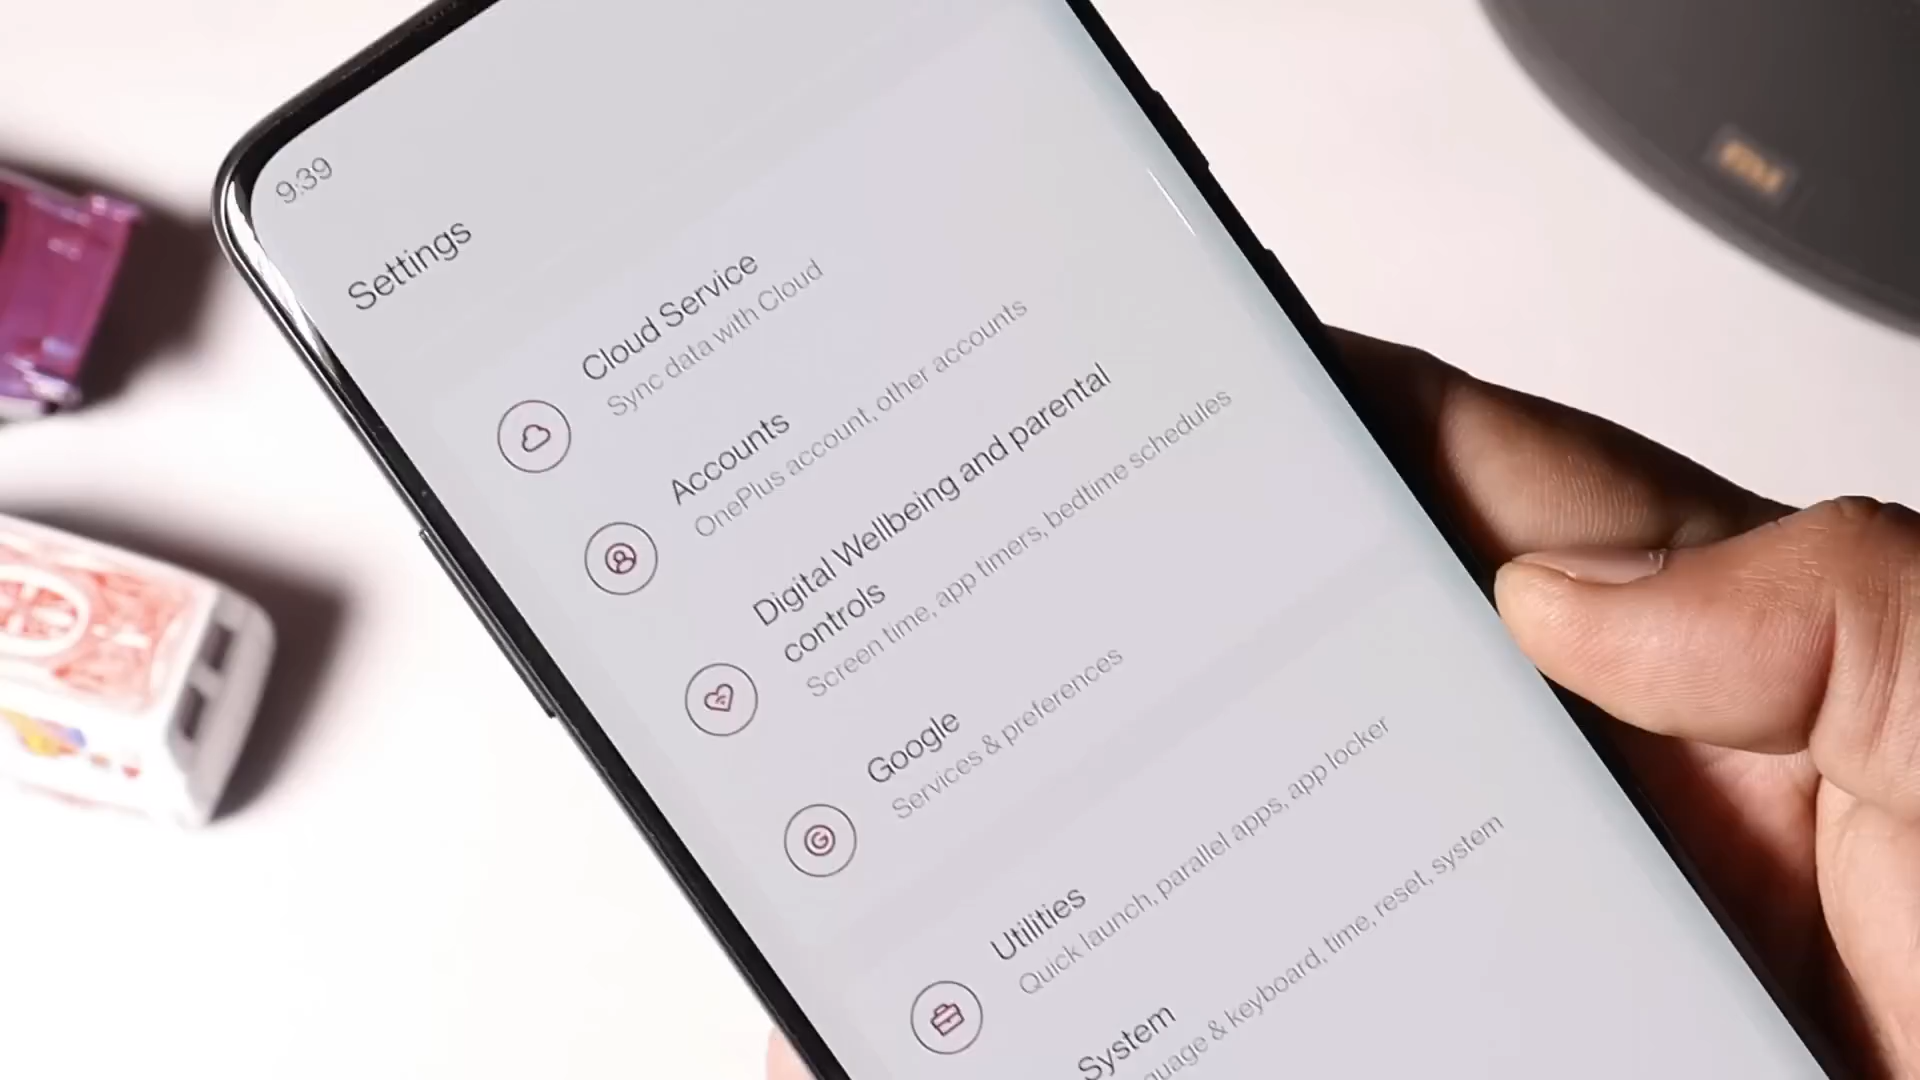 9:39
Settings
Cloud Service
Sync data with Cloud
Accounts
OnePlus account, other accounts
Digital Wellbeing and parental
controls
Screen time, app timers, bedtime schedules
Google
Services & preferences
Utilities
Quick launch, parallel apps, app locker
System
guage & keyboard, time, reset, system
mi